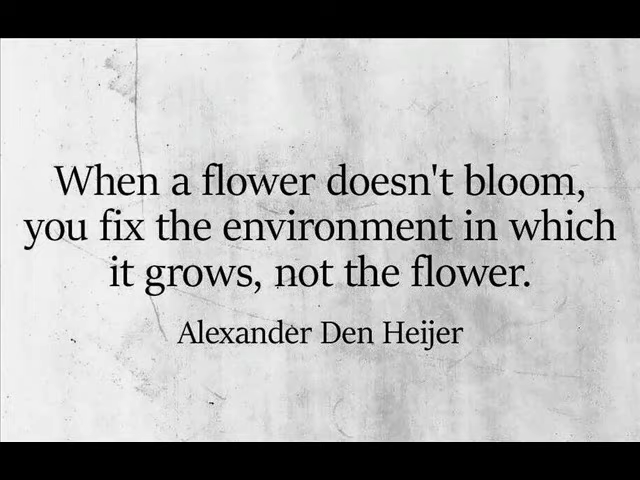 When a flower doesn't bloom,
you fix the environment in which
it grows, not the flower.
Alexander Den Heijer